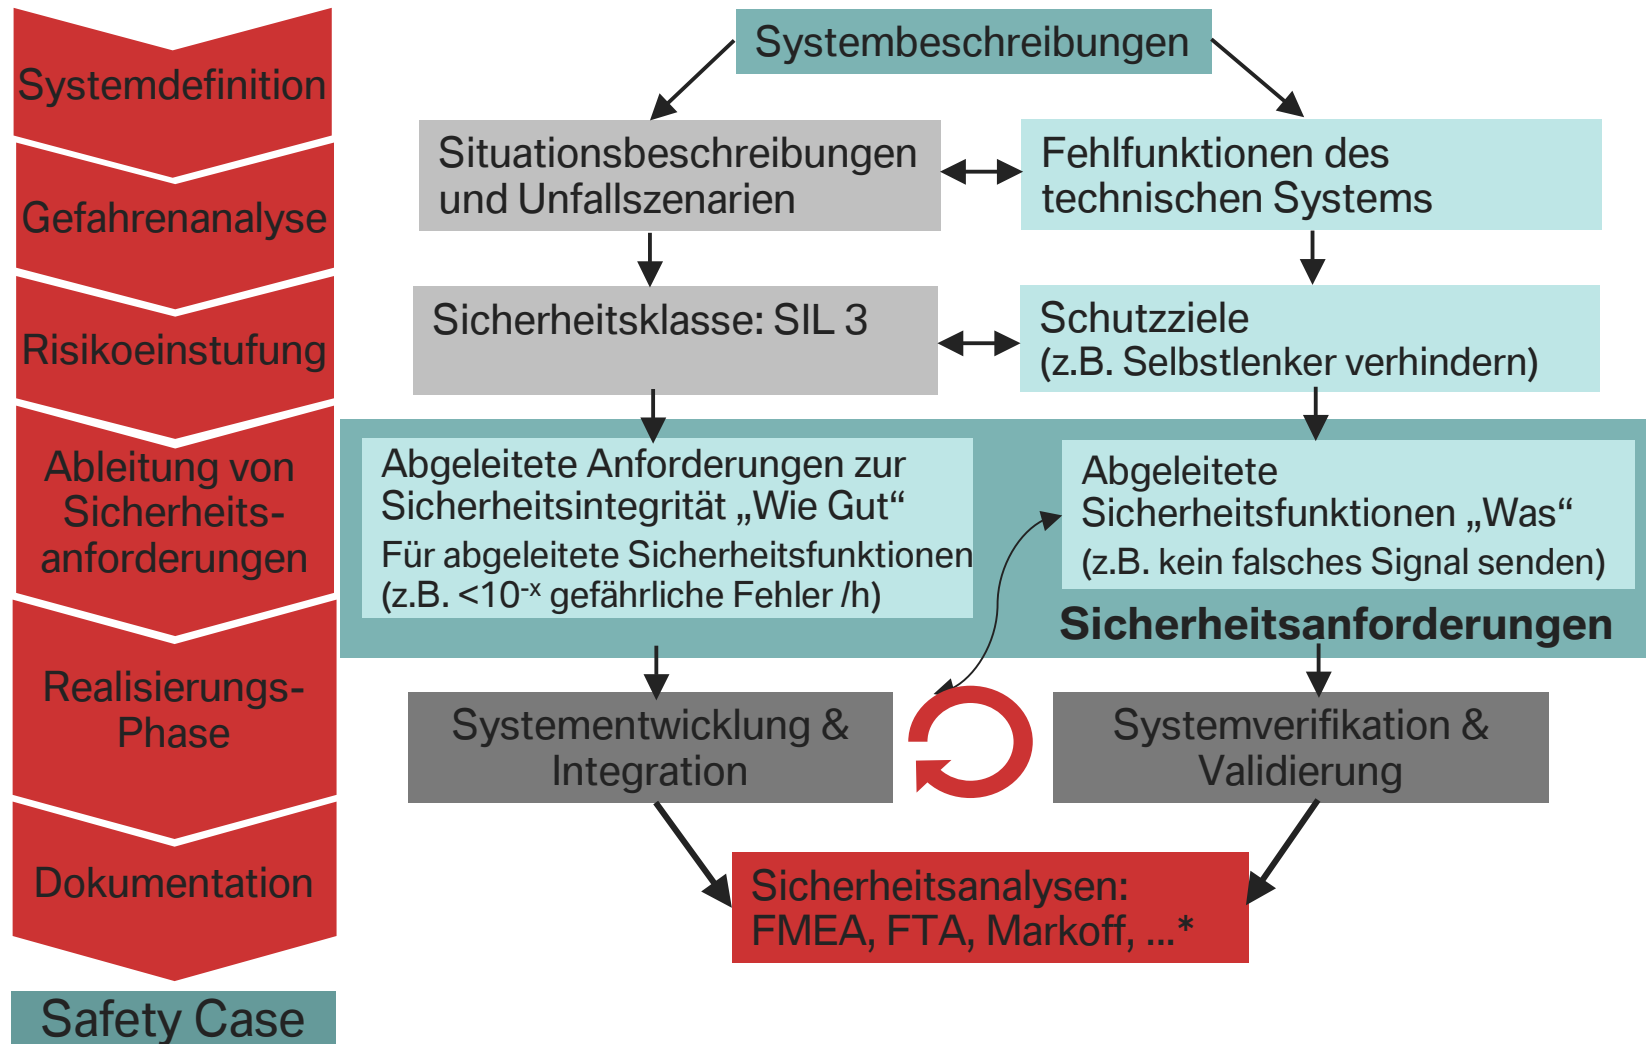 Systemdefinition
Gefahrenanalyse
Risikoeinstufung
Ableitung von
Sicherheits-
anforderungen
Realisierungs-
Phase
Dokumentation
Safety Case
Systembeschreibungen
Situationsbeschreibungen
und Unfallszenarien
Fehlfunktionen des
technischen Systems
Sicherheitsklasse: SIL 3
Schutzziele
(z.B. Selbstlenker verhindern)
Abgeleitete Anforderungen zur
Sicherheitsintegrität „Wie Gut“
Für abgeleitete Sicherheitsfunktionen
(z.B. <10⁻ˣ gefährliche Fehler /h)
Abgeleitete
Sicherheitsfunktionen „Was“
(z.B. kein falsches Signal senden)
Sicherheitsanforderungen
Systementwicklung &
Integration
Systemverifikation &
Validierung
Sicherheitsanalysen:
FMEA, FTA, Markoff, ...*